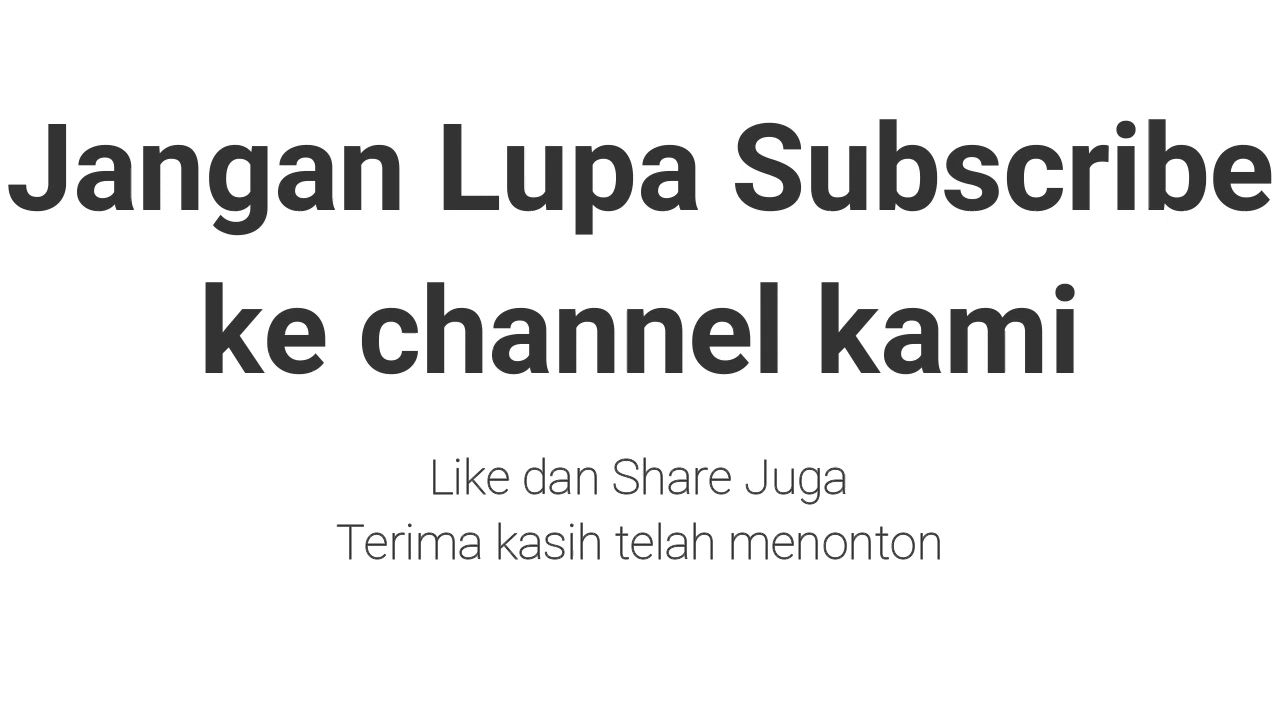 Jangan Lupa Subscribe
ke channel kami
Like dan Share Juga
Terima kasih telah menonton